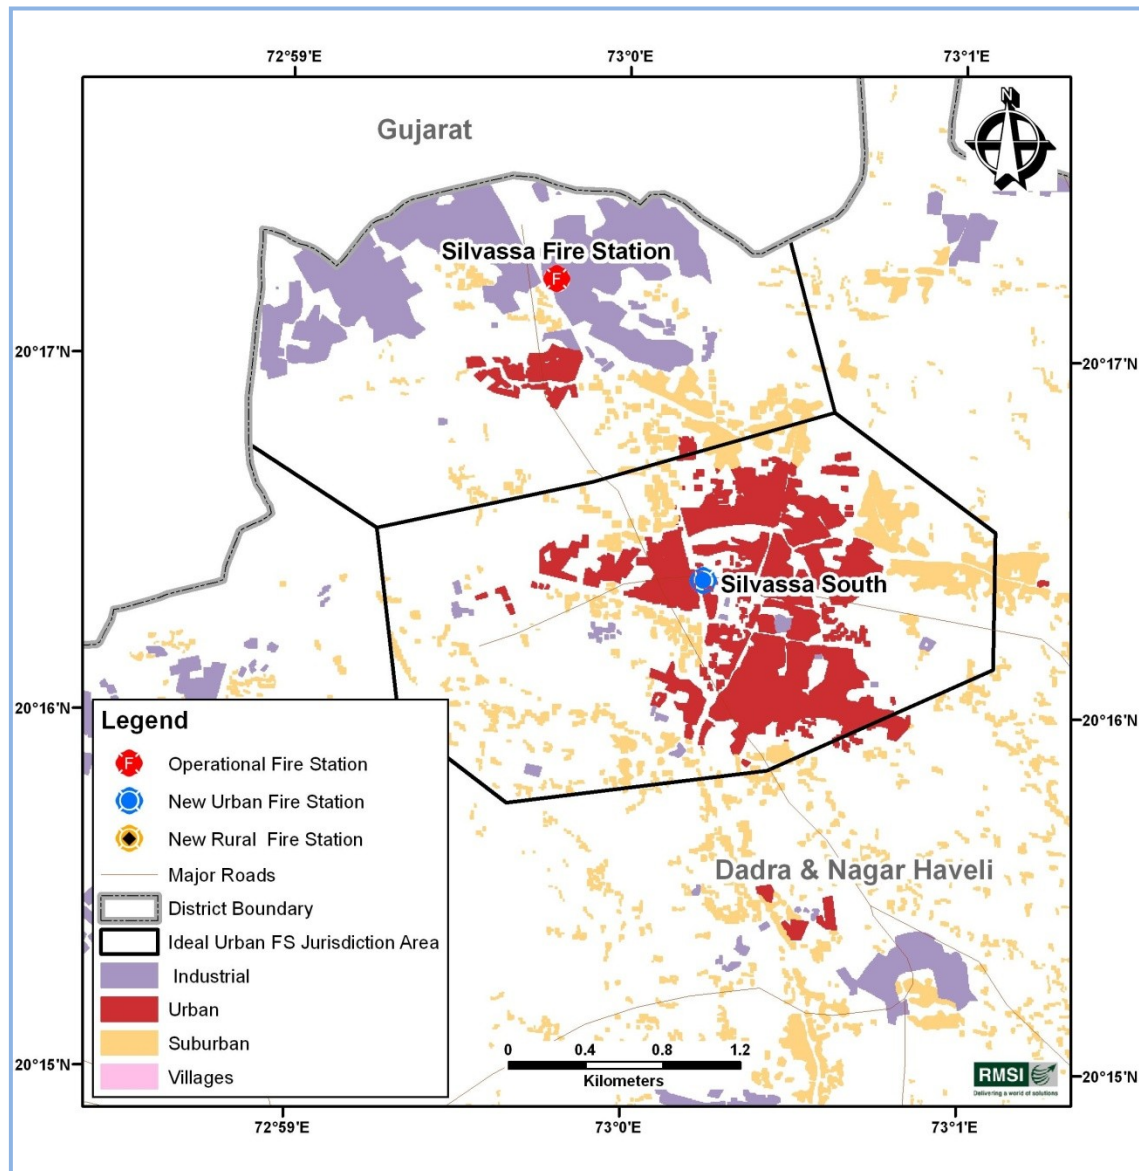 72°59'E 73°0'E 73°1'E
N
Gujarat
Silvassa Fire Station
F
20°17'N 20°17'N
Silvassa South
20°16'N 20°16'N
Legend
F Operational Fire Station
New Urban Fire Station
New Rural Fire Station
Major Roads
District Boundary
Ideal Urban FS Jurisdiction Area
Industrial
Urban
Suburban
Villages
Dadra & Nagar Haveli
0 0.4 0.8 1.2
Kilometers
20°15'N 20°15'N
RMSI
Delivering a world of solutions
72°59'E 73°0'E 73°1'E